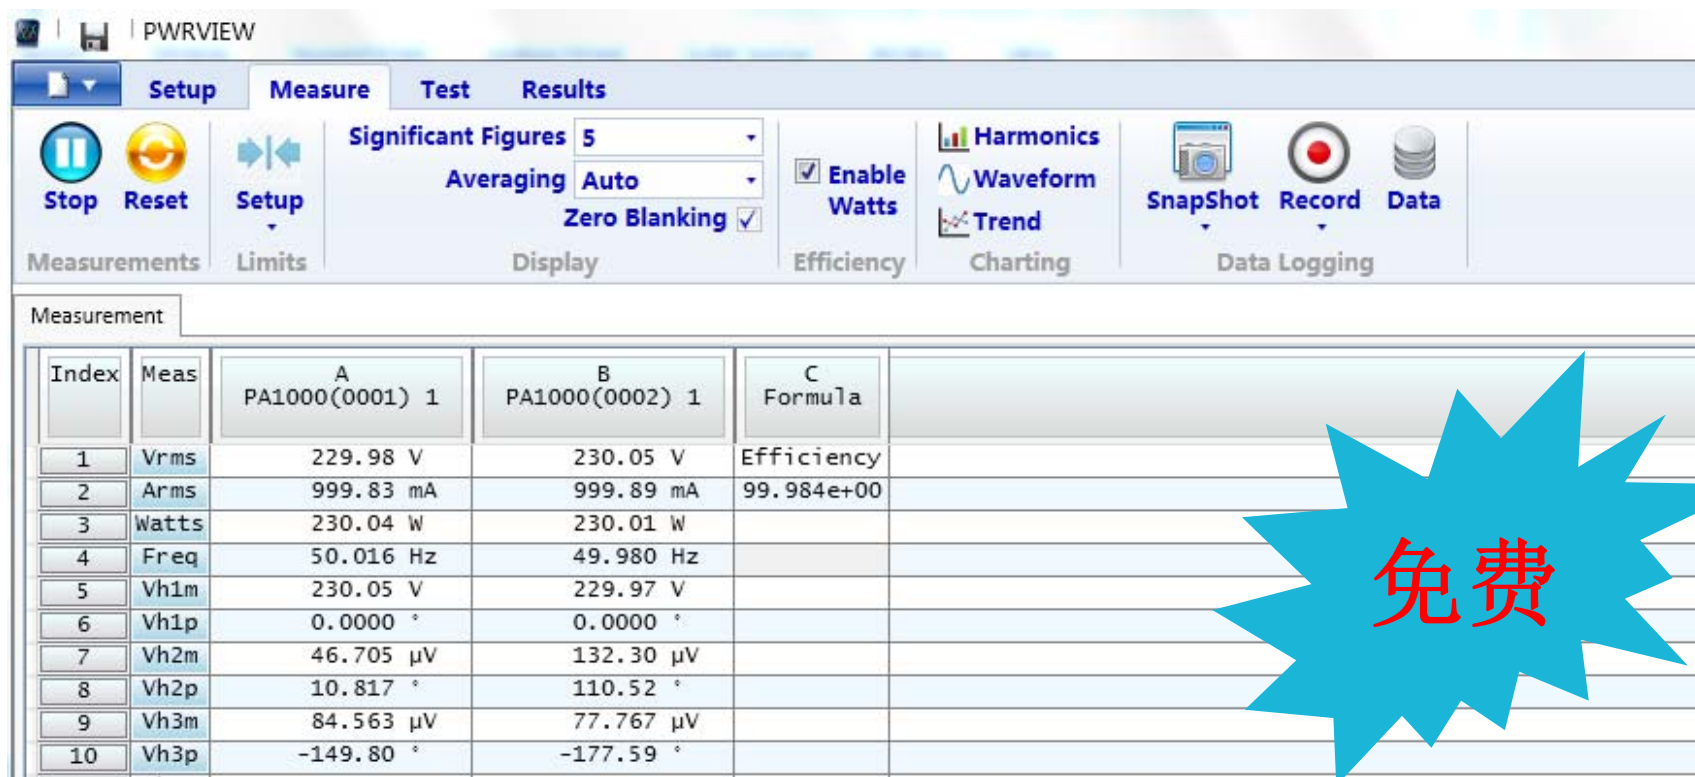 PWRVIEW
Setup Measure Test Results
Significant Figures 5
Averaging Auto
Zero Blanking
Enable Watts
Harmonics
Waveform
Trend
Stop Reset Setup SnapShot Record Data
Measurements Limits Display Efficiency Charting Data Logging
Measurement
Index Meas A B C
PA1000(0001) 1 PA1000(0002) 1 Formula
1 Vrms 229.98 V 230.05 V Efficiency
2 Arms 999.83 mA 999.89 mA 99.984e+00
3 Watts 230.04 W 230.01 W
4 Freq 50.016 Hz 49.980 Hz
5 Vh1m 230.05 V 229.97 V
6 Vh1p 0.0000 ° 0.0000 °
7 Vh2m 46.705 μV 132.30 μV
8 Vh2p 10.817 ° 110.52 °
9 Vh3m 84.563 μV 77.767 μV
10 Vh3p -149.80 ° -177.59 °
免费